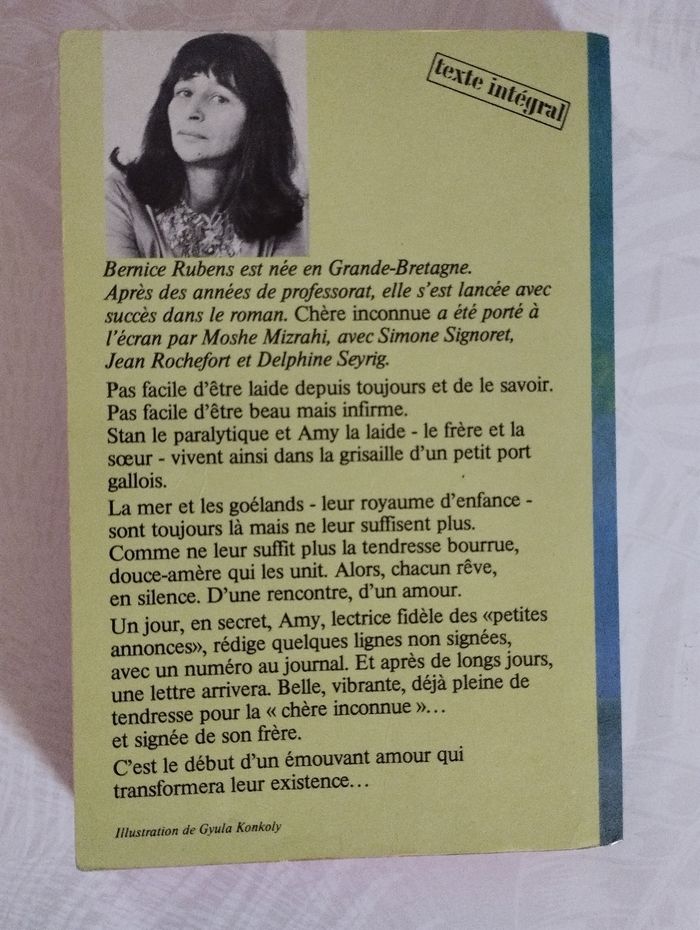 texte intégral
Bernice Rubens est née en Grande-Bretagne.
Après des années de professorat, elle s'est lancée avec
succès dans le roman. Chère inconnue a été porté à
l'écran par Moshe Mizrahi, avec Simone Signoret,
Jean Rochefort et Delphine Seyrig.
Pas facile d'être laide depuis toujours et de le savoir.
Pas facile d'être beau mais infirme.
Stan le paralytique et Amy la laide - le frère et la
sœur - vivent ainsi dans la grisaille d'un petit port
gallois.
La mer et les goélands - leur royaume d'enfance -
sont toujours là mais ne leur suffisent plus.
Comme ne leur suffit plus la tendresse bourrue,
douce-amère qui les unit. Alors, chacun rêve,
en silence. D'une rencontre, d'un amour.
Un jour, en secret, Amy, lectrice fidèle des «petites
annonces», rédige quelques lignes non signées,
avec un numéro au journal. Et après de longs jours,
une lettre arrivera. Belle, vibrante, déjà pleine de
tendresse pour la « chère inconnue »...
et signée de son frère.
C'est le début d'un émouvant amour qui
transformera leur existence...
Illustration de Gyula Konkoly